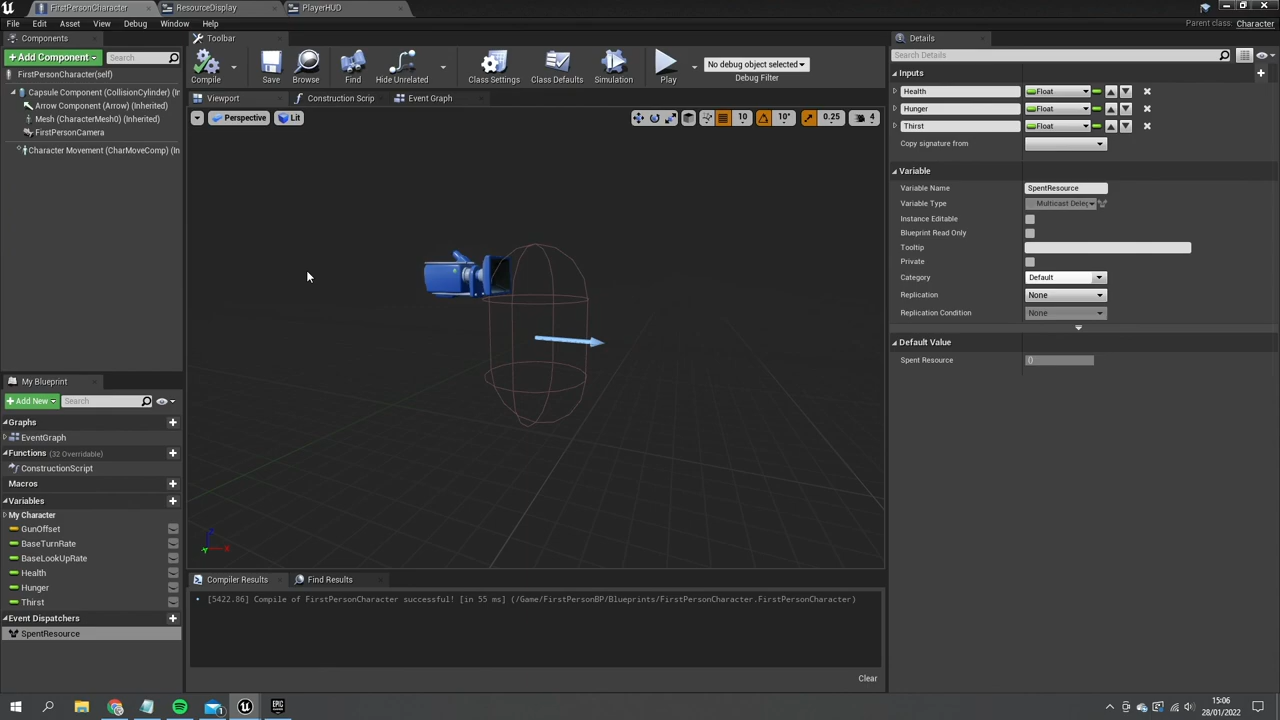 FirstPersonCharacter
ResourceDisplay
PlayerHUD
File Edit Asset View Debug Window Help
Parent class: Character
Components
Add Component
Search
FirstPersonCharacter(self)
Capsule Component (CollisionCylinder) (In
Arrow Component (Arrow) (Inherited)
Mesh (CharacterMesh0) (Inherited)
FirstPersonCamera
Character Movement (CharMoveComp) (In
My Blueprint
Add New
Search
Graphs
EventGraph
Functions (32 Overridable)
ConstructionScript
Macros
Variables
My Character
GunOffset
BaseTurnRate
BaseLookUpRate
Health
Hunger
Thirst
Event Dispatchers
SpentResource
Toolbar
Compile
Save
Browse
Find
Hide Unrelated
Class Settings
Class Defaults
Simulation
Play
No debug object selected
Debug Filter
Viewport
Construction Scrip
Event Graph
Perspective
Lit
10
10°
0.25
4
X
Compiler Results
Find Results
[5422.86] Compile of FirstPersonCharacter successful! [in 55 ms] (/Game/FirstPersonBP/Blueprints/FirstPersonCharacter.FirstPersonCharacter)
Clear
Details
Search Details
Inputs
Health Float
Hunger Float
Thirst Float
Copy signature from
Variable
Variable Name SpentResource
Variable Type Multicast Deleg
Instance Editable
Blueprint Read Only
Tooltip
Private
Category Default
Replication None
Replication Condition None
Default Value
Spent Resource ()
EPIC
15:06
28/01/2022